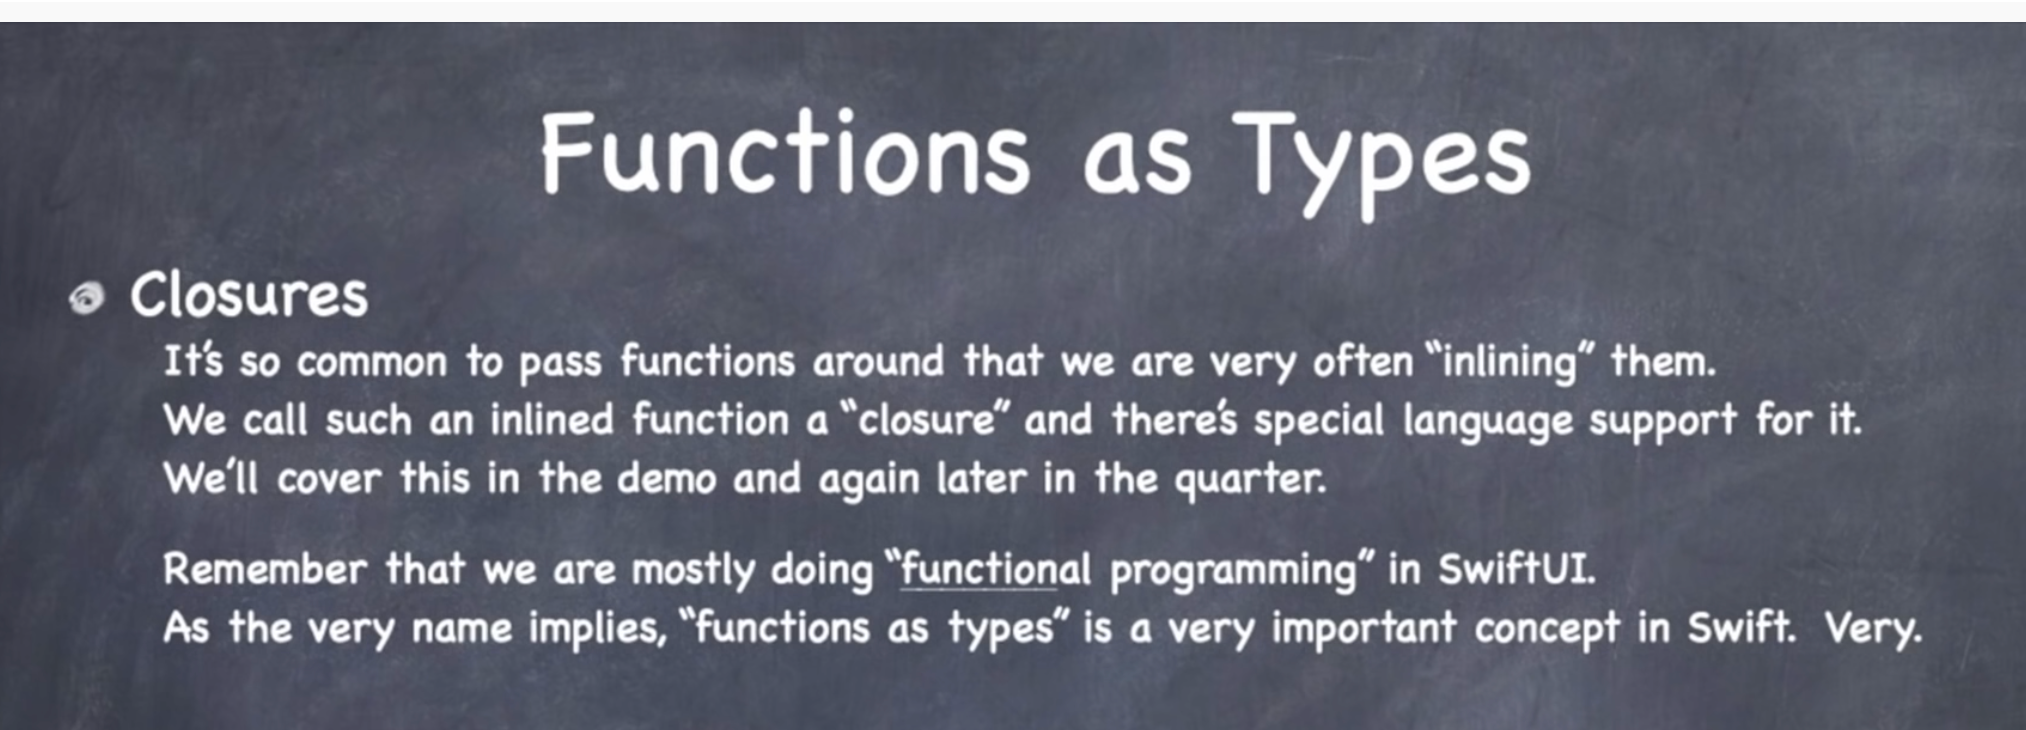 Functions as Types
Closures
It's so common to pass functions around that we are very often “inlining” them.
We call such an inlined function a “closure” and there's special language support for it.
We'll cover this in the demo and again later in the quarter.
Remember that we are mostly doing “functional programming” in SwiftUI.
As the very name implies, “functions as types” is a very important concept in Swift.  Very.